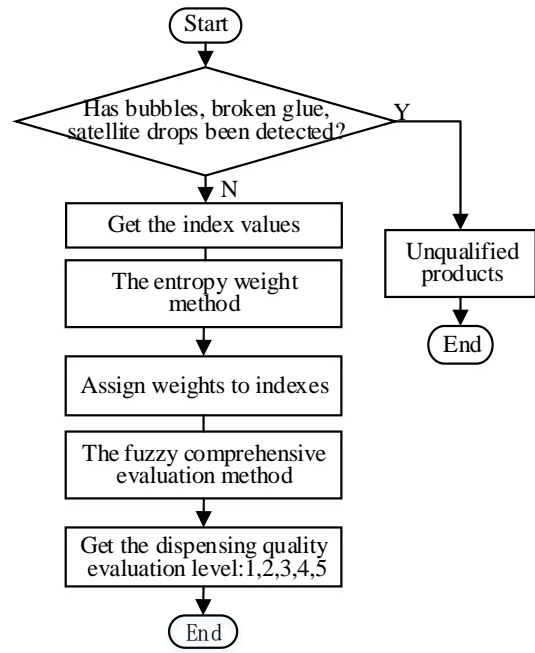 Start
Has bubbles, broken glue,
satellite drops been detected?
Y
N
Get the index values
The entropy weight
method
Unqualified
products
End
Assign weights to indexes
The fuzzy comprehensive
evaluation method
Get the dispensing quality
evaluation level:1,2,3,4,5
End